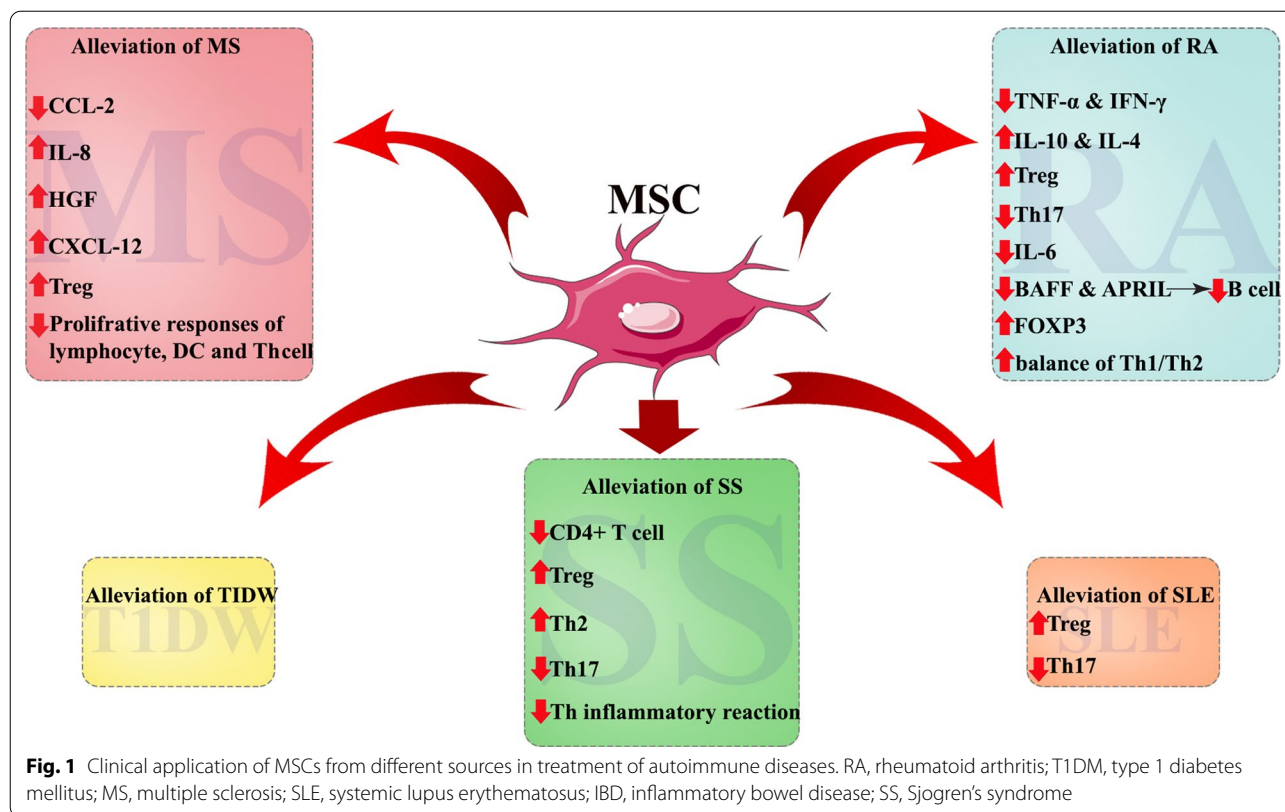 Alleviation of MS
MS
CCL-2
IL-8
HGF
CXCL-12
Treg
Prolifrative responses of
lymphocyte, DC and Thcell
MSC
Alleviation of RA
RA
TNF-α & IFN-γ
IL-10 & IL-4
Treg
Th17
IL-6
BAFF & APRIL B cell
FOXP3
balance of Th1/Th2
Alleviation of TIDW
T1DW
Alleviation of SS
SS
CD4+ T cell
Treg
Th2
Th17
Th inflammatory reaction
Alleviation of SLE
SLE
Treg
Th17
Fig. 1 Clinical application of MSCs from different sources in treatment of autoimmune diseases. RA, rheumatoid arthritis; T1DM, type 1 diabetes
mellitus; MS, multiple sclerosis; SLE, systemic lupus erythematosus; IBD, inflammatory bowel disease; SS, Sjogren's syndrome